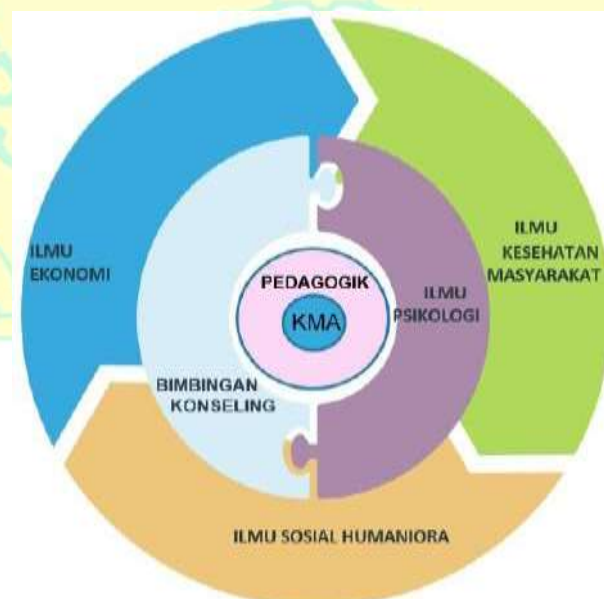 ILMU
KESEHATAN
MASYARAKAT
ILMU
EKONOMI
PEDAGOGIK
KMA
ILMU
PSIKOLOGI
BIMBINGAN
KONSELING
ILMU SOSIAL HUMANIORA